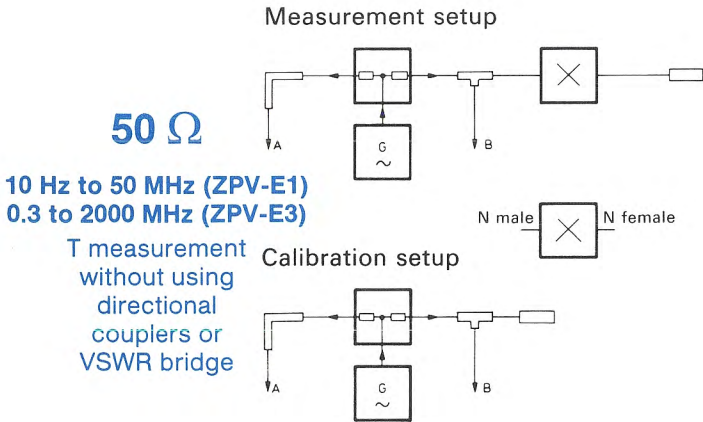 Measurement setup
50 Ω
10 Hz to 50 MHz (ZPV-E1)
0.3 to 2000 MHz (ZPV-E3)
T measurement
without using
directional
couplers or
VSWR bridge
A
G
~
B
N male
N female
Calibration setup
A
G
~
B